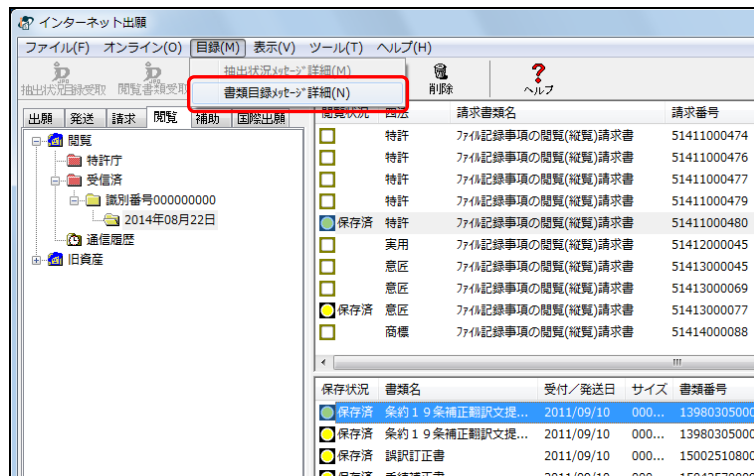 インターネット出願
ファイル(F) オンライン(O) 目録(M) 表示(V) ツール(T) ヘルプ(H)
抽出状況目録受取 閲覧書類受取 削除 ヘルプ
抽出状況ﾒｯｾｰｼﾞ詳細(M)
書類目録ﾒｯｾｰｼﾞ詳細(N)
出願 発送 請求 閲覧 補助 国際出願
閲覧
特許庁
受信済
識別番号000000000
2014年08月22日
通信履歴
旧資産
閲覧状況 四法 請求書類名 請求番号
特許 ﾌｧｲﾙ記録事項の閲覧(縦覧)請求書 51411000474
特許 ﾌｧｲﾙ記録事項の閲覧(縦覧)請求書 51411000476
特許 ﾌｧｲﾙ記録事項の閲覧(縦覧)請求書 51411000477
特許 ﾌｧｲﾙ記録事項の閲覧(縦覧)請求書 51411000479
保存済 特許 ﾌｧｲﾙ記録事項の閲覧(縦覧)請求書 51411000480
実用 ﾌｧｲﾙ記録事項の閲覧(縦覧)請求書 51412000045
意匠 ﾌｧｲﾙ記録事項の閲覧(縦覧)請求書 51413000045
意匠 ﾌｧｲﾙ記録事項の閲覧(縦覧)請求書 51413000069
保存済 意匠 ﾌｧｲﾙ記録事項の閲覧(縦覧)請求書 51413000077
商標 ﾌｧｲﾙ記録事項の閲覧(縦覧)請求書 51414000088
保存状況 書類名 受付／発送日 サイズ 書類番号
保存済 条約１９条補正翻訳文提... 2011/09/10 000... 1398030500
保存済 条約１９条補正翻訳文提... 2011/09/10 000... 1398030500
保存済 誤訳訂正書 2011/09/10 000... 1500251080